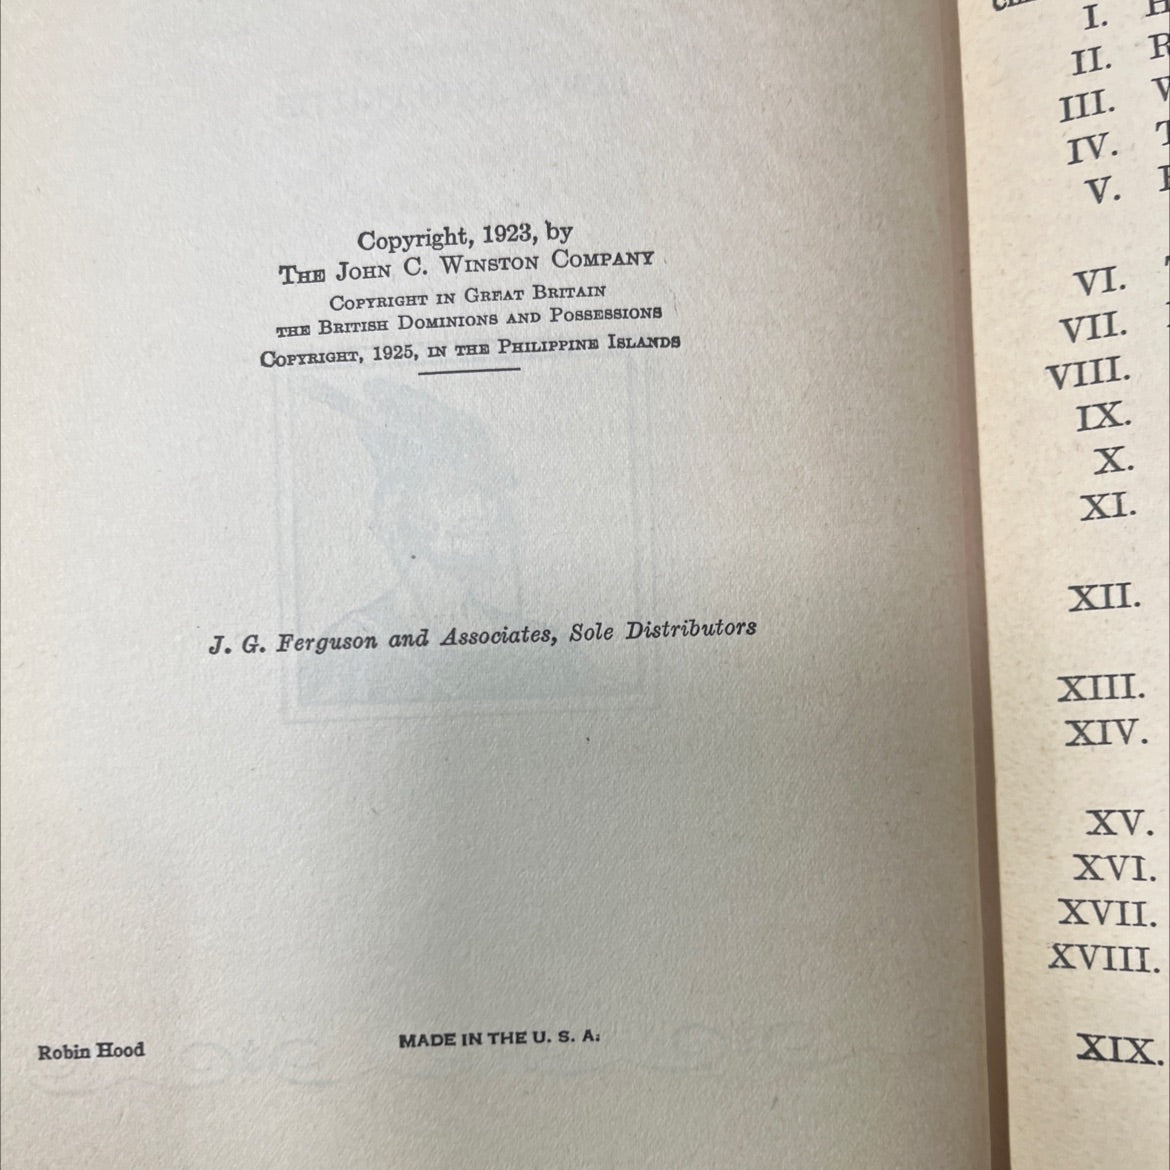 Copyright, 1923, by
THE JOHN C. WINSTON COMPANY
COPYRIGHT IN GREAT BRITAIN
THE BRITISH DOMINIONS AND POSSESSIONS
COPYRIGHT, 1925, IN THE PHILIPPINE ISLANDS
J. G. Ferguson and Associates, Sole Distributors
Robin Hood
MADE IN THE U. S. A.
I.
II.
III.
IV.
V.
VI.
VII.
VIII.
IX.
X.
XI.
XII.
XIII.
XIV.
XV.
XVI.
XVII.
XVIII.
XIX.